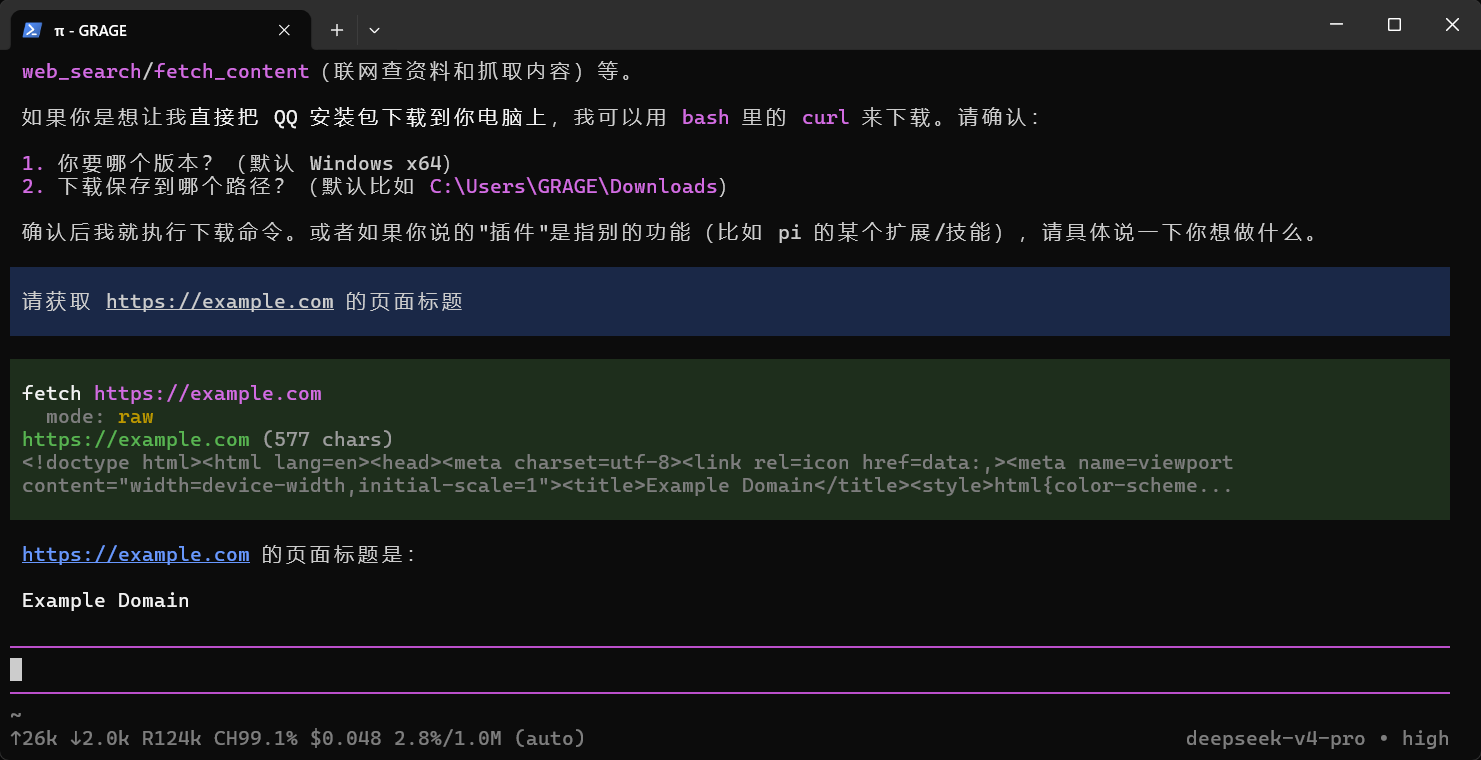 π - GRAGE
web_search/fetch_content（联网查资料和抓取内容）等。
如果你是想让我直接把 QQ 安装包下载到你电脑上，我可以用 bash 里的 curl 来下载。请确认：
1. 你要哪个版本？（默认 Windows x64）
2. 下载保存到哪个路径？（默认比如 C:\Users\GRAGE\Downloads）
确认后我就执行下载命令。或者如果你说的"插件"是指别的功能（比如 pi 的某个扩展/技能），请具体说一下你想做什么。
请获取 https://example.com 的页面标题
fetch https://example.com
mode: raw
https://example.com (577 chars)
<!doctype html><html lang=en><head><meta charset=utf-8><link rel=icon href=data:,><meta name=viewport
content="width=device-width,initial-scale=1"><title>Example Domain</title><style>html{color-scheme...
https://example.com 的页面标题是：
Example Domain
~
↑26k ↓2.0k R124k CH99.1% $0.048 2.8%/1.0M (auto) deepseek-v4-pro • high